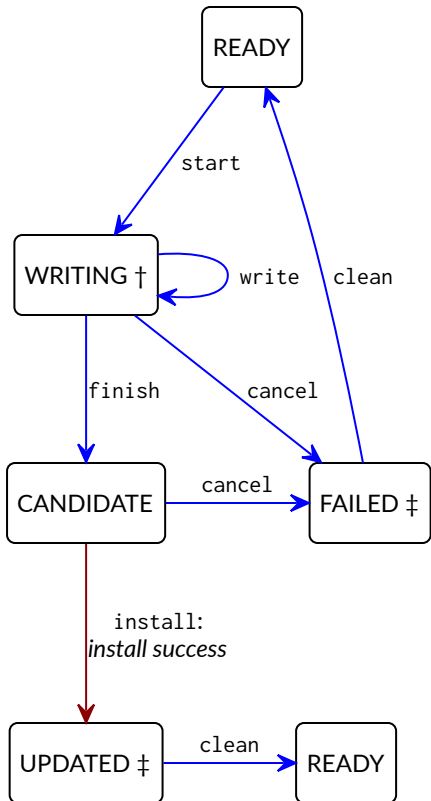 READY
start
WRITING †
write
clean
finish
cancel
CANDIDATE
cancel
FAILED ‡
install:
install success
UPDATED ‡
clean
READY